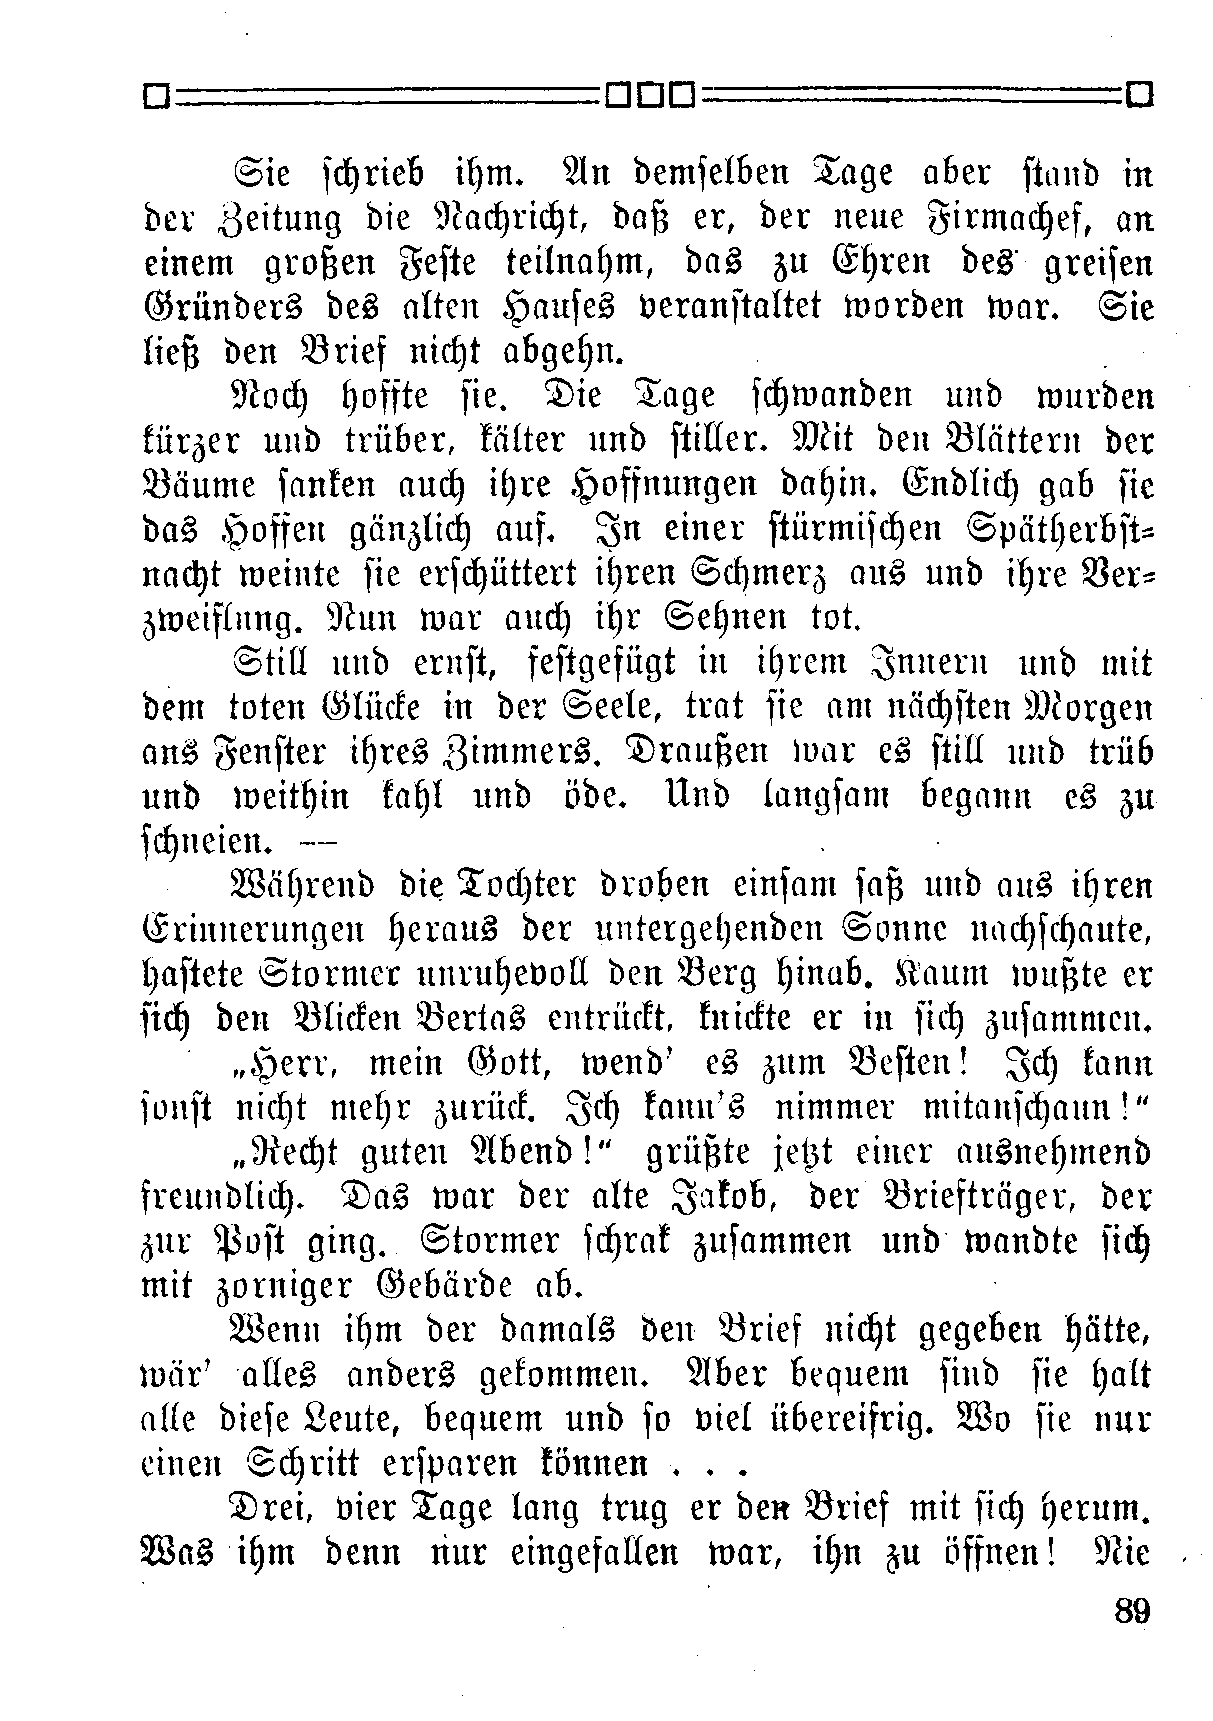 Sie schrieb ihm. An demselben Tage aber stand in
der Zeitung die Nachricht, daß er, der neue Firmachef, an
einem großen Feste teilnahm, das zu Ehren des greisen
Gründers des alten Hauses veranstaltet worden war. Sie
ließ den Brief nicht abgehn.
Noch hoffte sie. Die Tage schwanden und wurden
kürzer und trüber, kälter und stiller. Mit den Blättern der
Bäume sanken auch ihre Hoffnungen dahin. Endlich gab sie
das Hoffen gänzlich auf. In einer stürmischen Spätherbst-
nacht weinte sie erschüttert ihren Schmerz aus und ihre Ver-
zweiflung. Nun war auch ihr Sehnen tot.
Still und ernst, festgefügt in ihrem Innern und mit
dem toten Glücke in der Seele, trat sie am nächsten Morgen
ans Fenster ihres Zimmers. Draußen war es still und trüb
und weithin kahl und öde. Und langsam begann es zu
schneien. —
Während die Tochter droben einsam saß und aus ihren
Erinnerungen heraus der untergehenden Sonne nachschaute,
hastete Stormer unruhevoll den Berg hinab. Kaum wußte er
sich den Blicken Bertas entrückt, knickte er in sich zusammen.
„Herr, mein Gott, wend' es zum Besten! Ich kann
sonst nicht mehr zurück. Ich kann's nimmer mitanschaun!“
„Recht guten Abend!“ grüßte jetzt einer ausnehmend
freundlich. Das war der alte Jakob, der Briefträger, der
zur Post ging. Stormer schrak zusammen und wandte sich
mit zorniger Gebärde ab.
Wenn ihm der damals den Brief nicht gegeben hätte,
wär' alles anders gekommen. Aber bequem sind sie halt
alle diese Leute, bequem und so viel übereifrig. Wo sie nur
einen Schritt ersparen können . . .
Drei, vier Tage lang trug er den Brief mit sich herum.
Was ihm denn nur eingefallen war, ihn zu öffnen! Nie
89